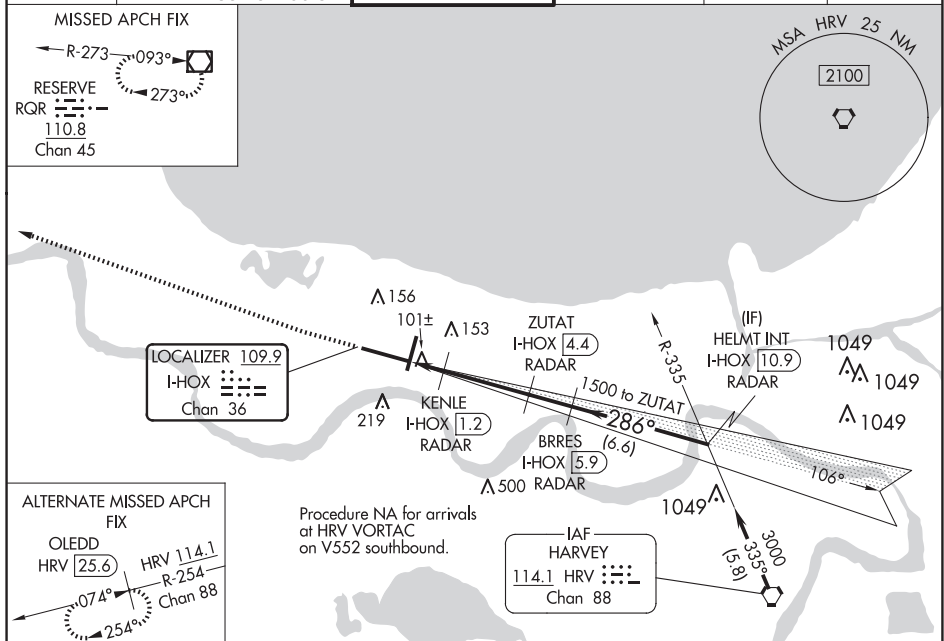 MISSED APCH FIX
R-273
093°
273°
RESERVE
RQR
110.8
Chan 45
MSA HRV 25 NM
2100
156
101±
153
219
LOCALIZER 109.9
I-HOX
Chan 36
KENLE
I-HOX 1.2
RADAR
ZUTAT
I-HOX 4.4
RADAR
1500 to ZUTAT
286°
(6.6)
BRRES
I-HOX 5.9
RADAR
500
R-335
(IF)
HELMT INT
I-HOX 10.9
RADAR
1049
1049
1049
106°
1049
3000
335°
(5.8)
IAF
HARVEY
114.1 HRV
Chan 88
Procedure NA for arrivals
at HRV VORTAC
on V552 southbound.
ALTERNATE MISSED APCH
FIX
OLEDD
HRV 25.6
HRV 114.1
R-254
Chan 88
074°
254°